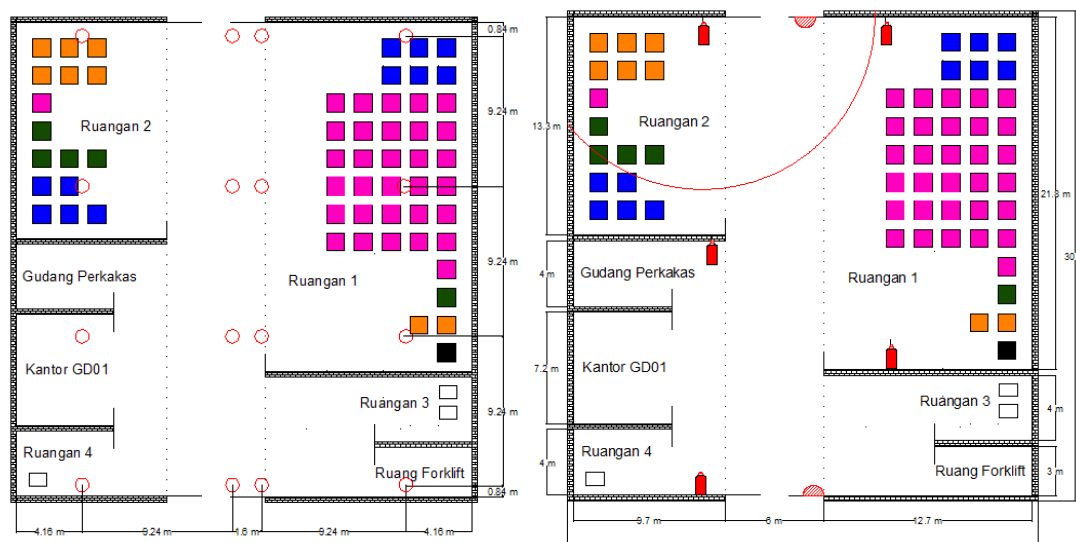 0.84 m
9.24 m
Ruangan 2
9.24 m
Gudang Perkakas
Ruangan 1
Kantor GD01
Ruangan 3
9.24 m
Ruangan 4
Ruang Forklift
0.84 m
4.16 m
9.24 m
1.6 m
9.24 m
4.16 m
13.3 m
Ruangan 2
21.3 m
30
4 m
Gudang Perkakas
Ruangan 1
7.2 m
Kantor GD01
Ruangan 3
4 m
4 m
Ruangan 4
Ruang Forklift
3 m
9.7 m
6 m
12.7 m